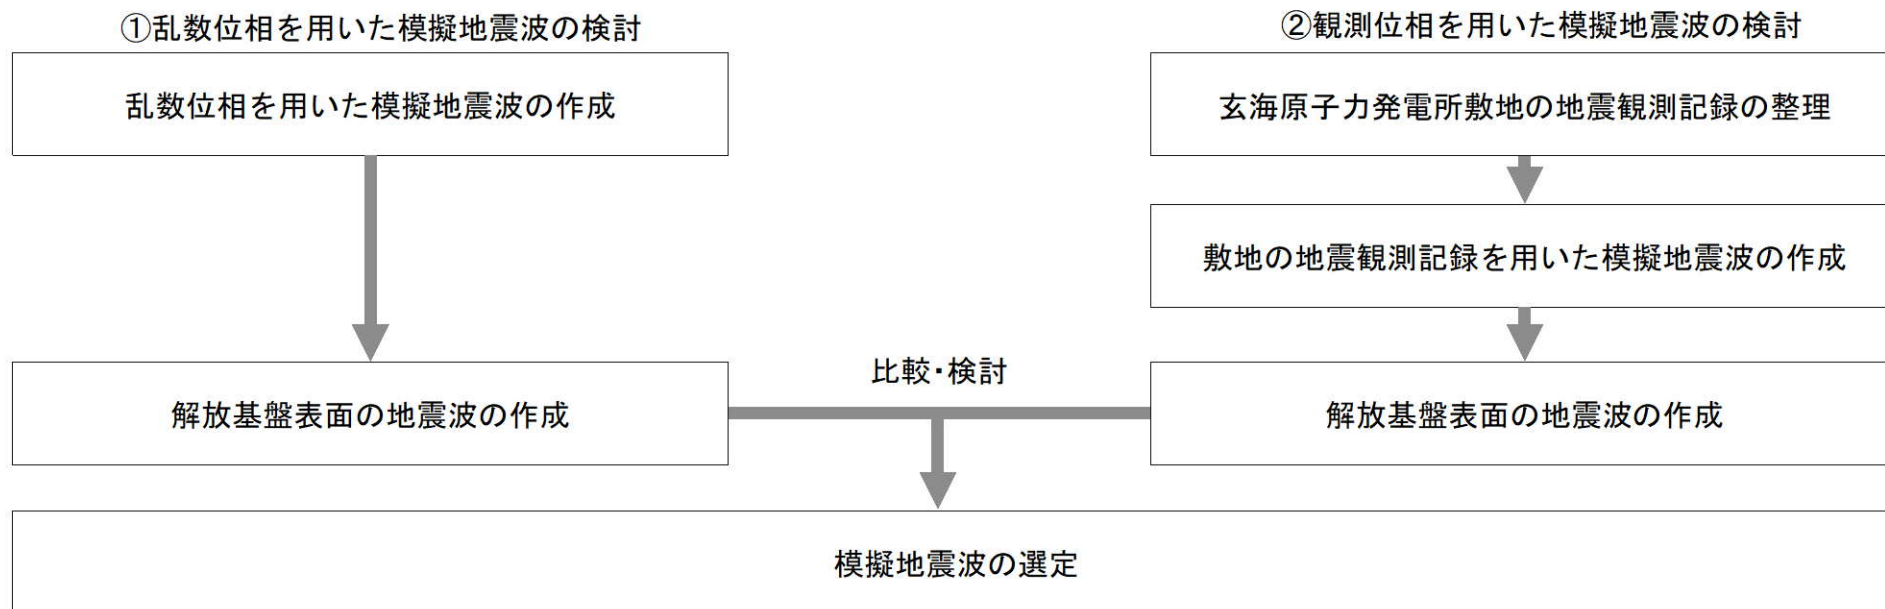 ①乱数位相を用いた模擬地震波の検討
②観測位相を用いた模擬地震波の検討
乱数位相を用いた模擬地震波の作成
玄海原子力発電所敷地の地震観測記録の整理
敷地の地震観測記録を用いた模擬地震波の作成
比較・検討
解放基盤表面の地震波の作成
解放基盤表面の地震波の作成
模擬地震波の選定